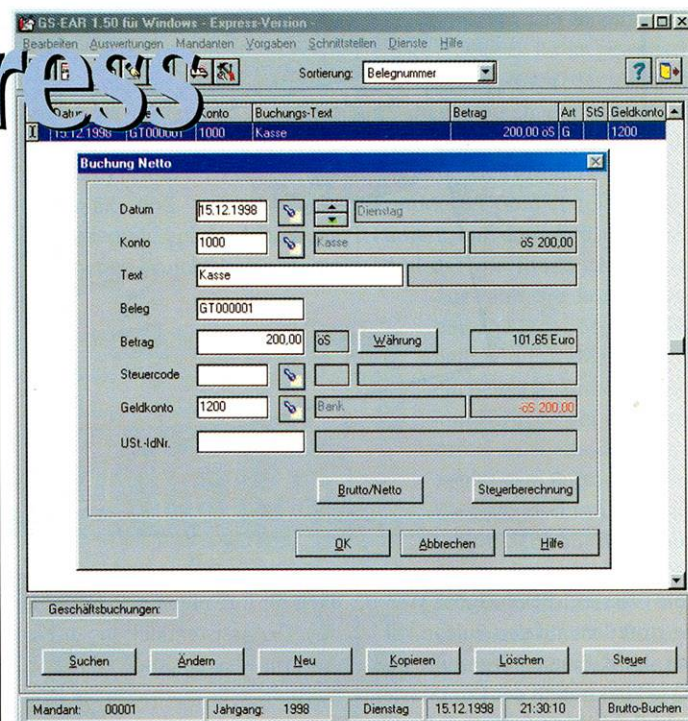 GS-EAR 1.50 für Windows - Express-Version -
Bearbeiten Auswertungen Mandanten Vorgaben Schnittstellen Dienste Hilfe
ress
Sortierung: Belegnummer
Konto Buchungs-Text Betrag Art StS Geldkonto
15.12.1998 GT000001 1000 Kasse 200,00 öS G 1200
Buchung Netto
Datum 15.12.1998 Dienstag
Konto 1000 Kasse öS 200,00
Text Kasse
Beleg GT000001
Betrag 200,00 öS Währung 101,65 Euro
Steuercode
Geldkonto 1200 Bank -öS 200,00
USt.-IdNr.
Brutto/Netto Steuerberechnung
OK Abbrechen Hilfe
Geschäftsbuchungen:
Suchen Ändern Neu Kopieren Löschen Steuer
Mandant: 00001 Jahrgang: 1998 Dienstag 15.12.1998 21:30:10 Brutto-Buchen